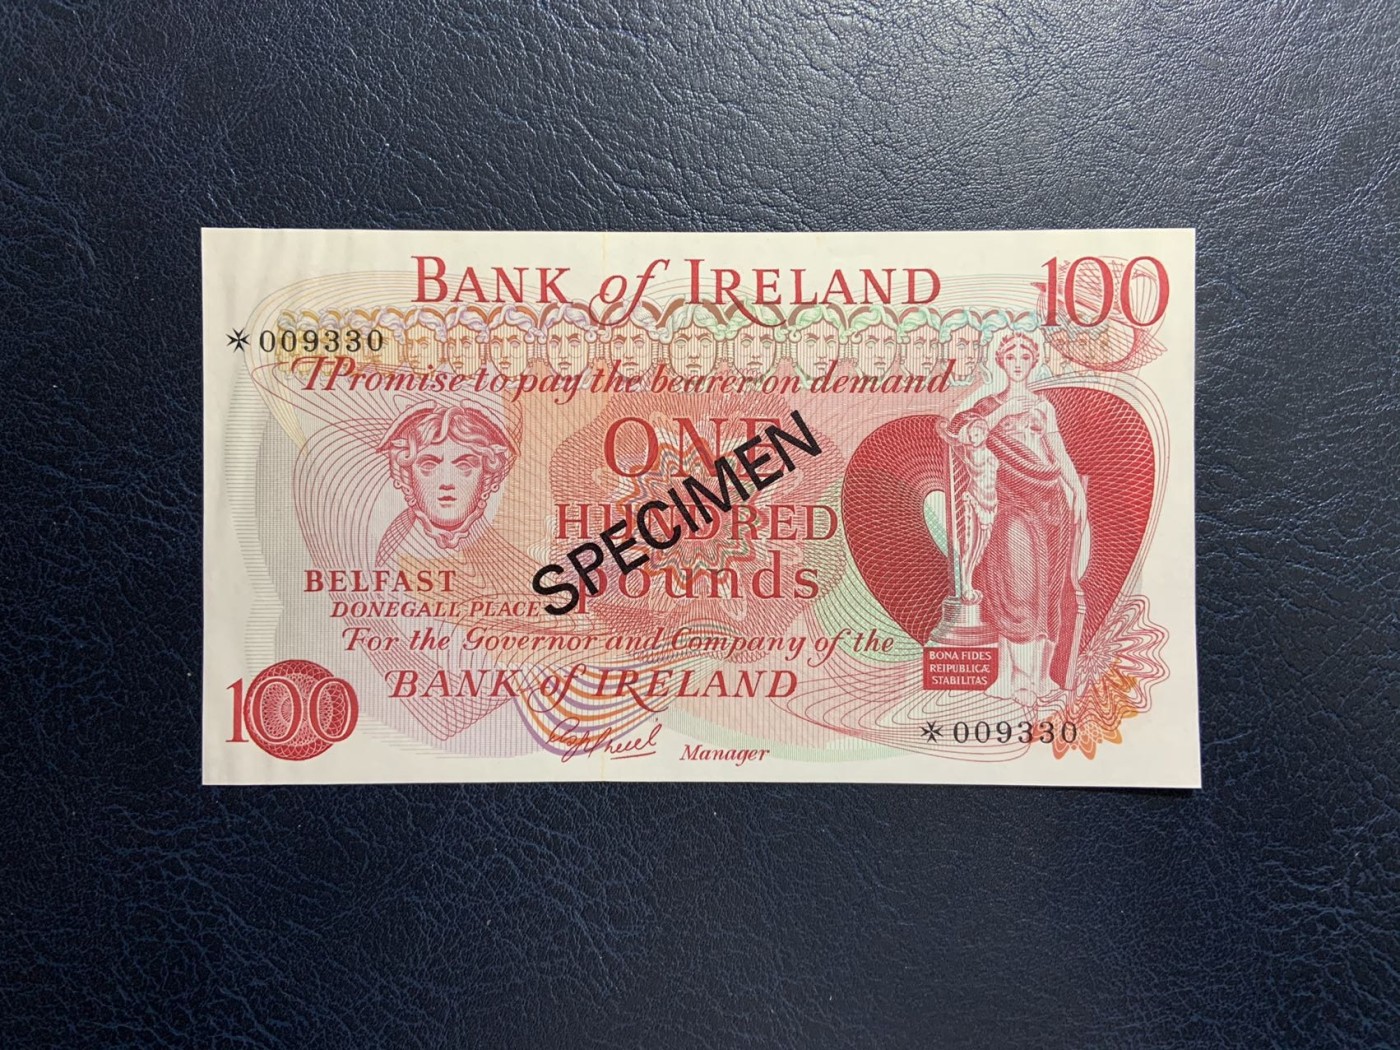 BANK of IRELAND
100
009330
I Promise to pay the bearer on demand
ONE
HUNDRED
pounds
SPECIMEN
BELFAST
DONEGALL PLACE
For the Governor and Company of the
BANK of IRELAND
BONA FIDES
REIPUBLICÆ
STABILITAS
100
Manager
009330